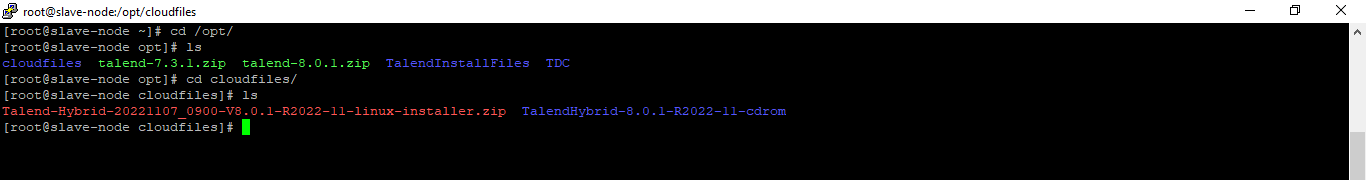 root@slave-node:/opt/cloudfiles
[root@slave-node ~]# cd /opt/
[root@slave-node opt]# ls
cloudfiles  talend-7.3.1.zip  talend-8.0.1.zip  TalendInstallFiles  TDC
[root@slave-node opt]# cd cloudfiles/
[root@slave-node cloudfiles]# ls
Talend-Hybrid-20221107_0900-V8.0.1-R2022-11-linux-installer.zip  TalendHybrid-8.0.1-R2022-11-cdrom
[root@slave-node cloudfiles]#